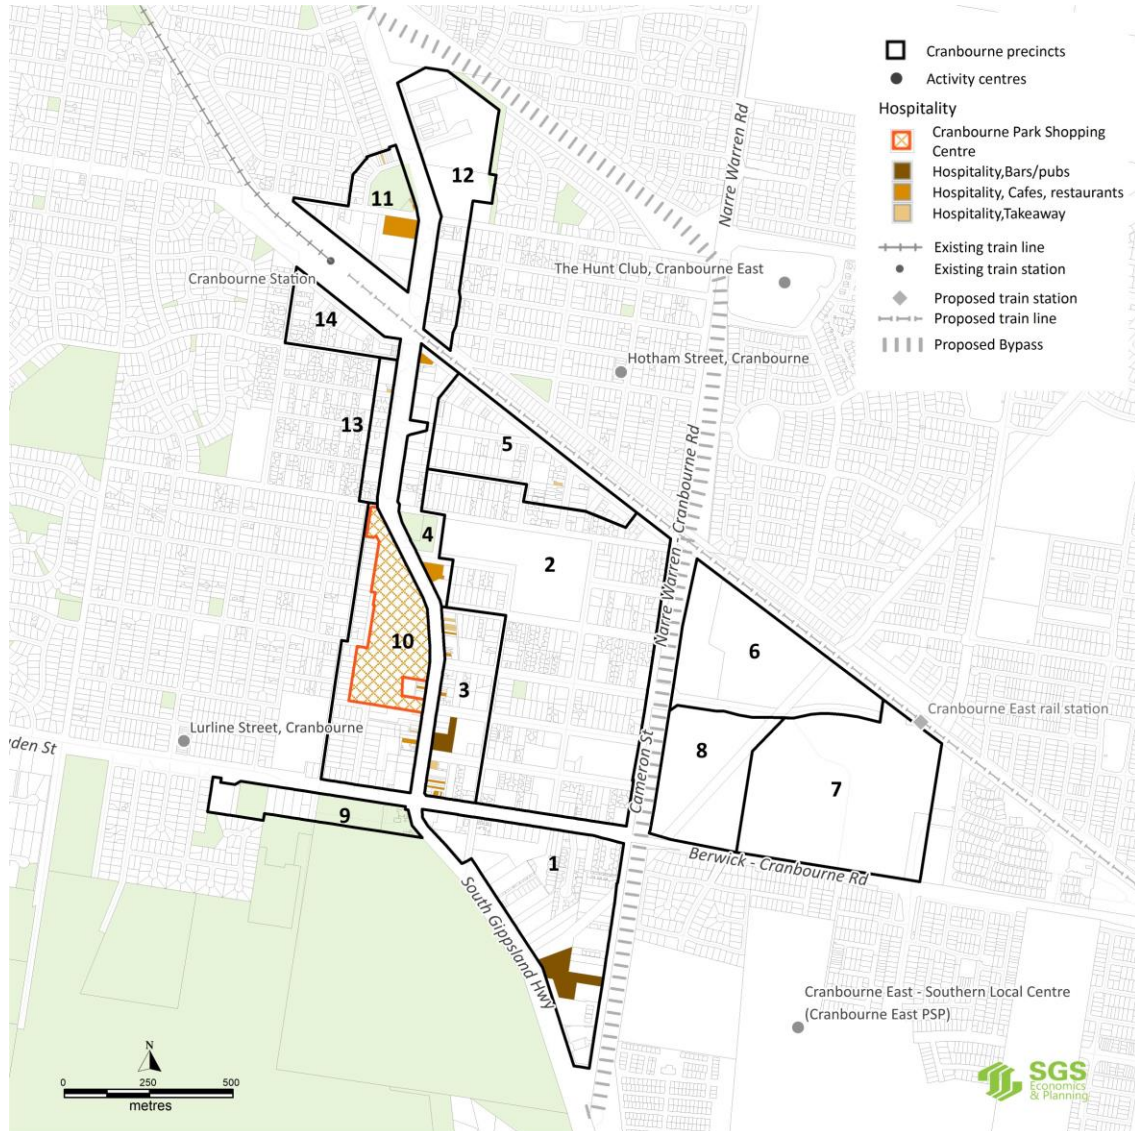 Cranbourne precincts
Activity centres
Hospitality
Cranbourne Park Shopping
Centre
Hospitality,Bars/pubs
Hospitality, Cafes, restaurants
Hospitality,Takeaway
Existing train line
Existing train station
Proposed train station
Proposed train line
Proposed Bypass
Narre Warren Rd
12
11
Cranbourne Station
The Hunt Club, Cranbourne East
14
Hotham Street, Cranbourne
13
5
Narre Warren - Cranbourne Rd
4
2
10
6
3
Cranbourne East rail station
Lurline Street, Cranbourne
uden St
8
Cameron St
7
9
1
Berwick - Cranbourne Rd
South Gippsland Hwy
Cranbourne East - Southern Local Centre
(Cranbourne East PSP)
N
0 250 500
metres
SGS
Economics
& Planning